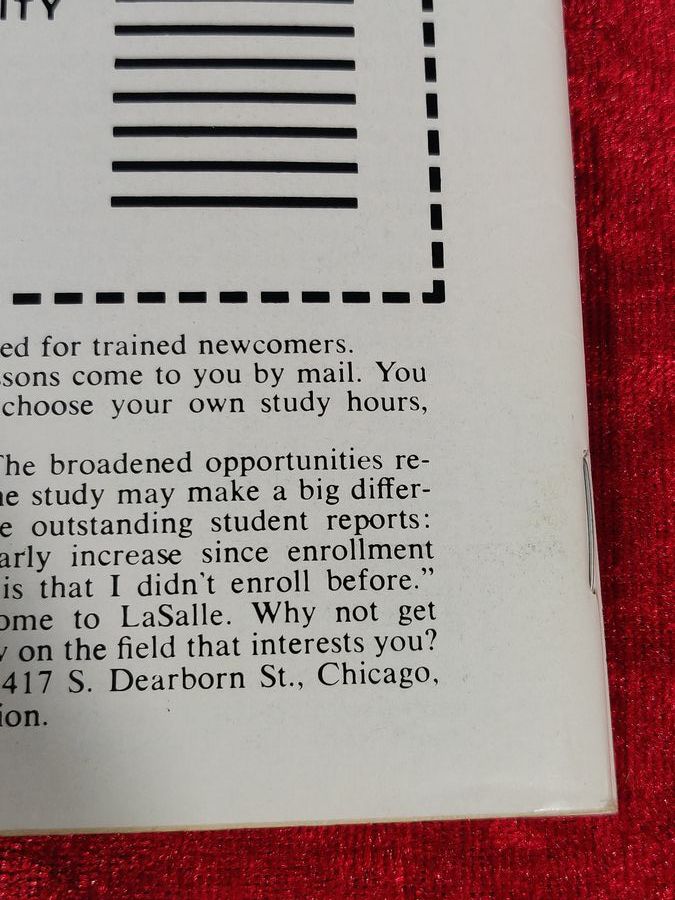 ITY
ed for trained newcomers.
ssons come to you by mail. You
choose your own study hours,
The broadened opportunities re-
ne study may make a big differ-
e outstanding student reports:
arly increase since enrollment
is that I didn't enroll before.”
ome to LaSalle. Why not get
on the field that interests you?
417 S. Dearborn St., Chicago,
ion.